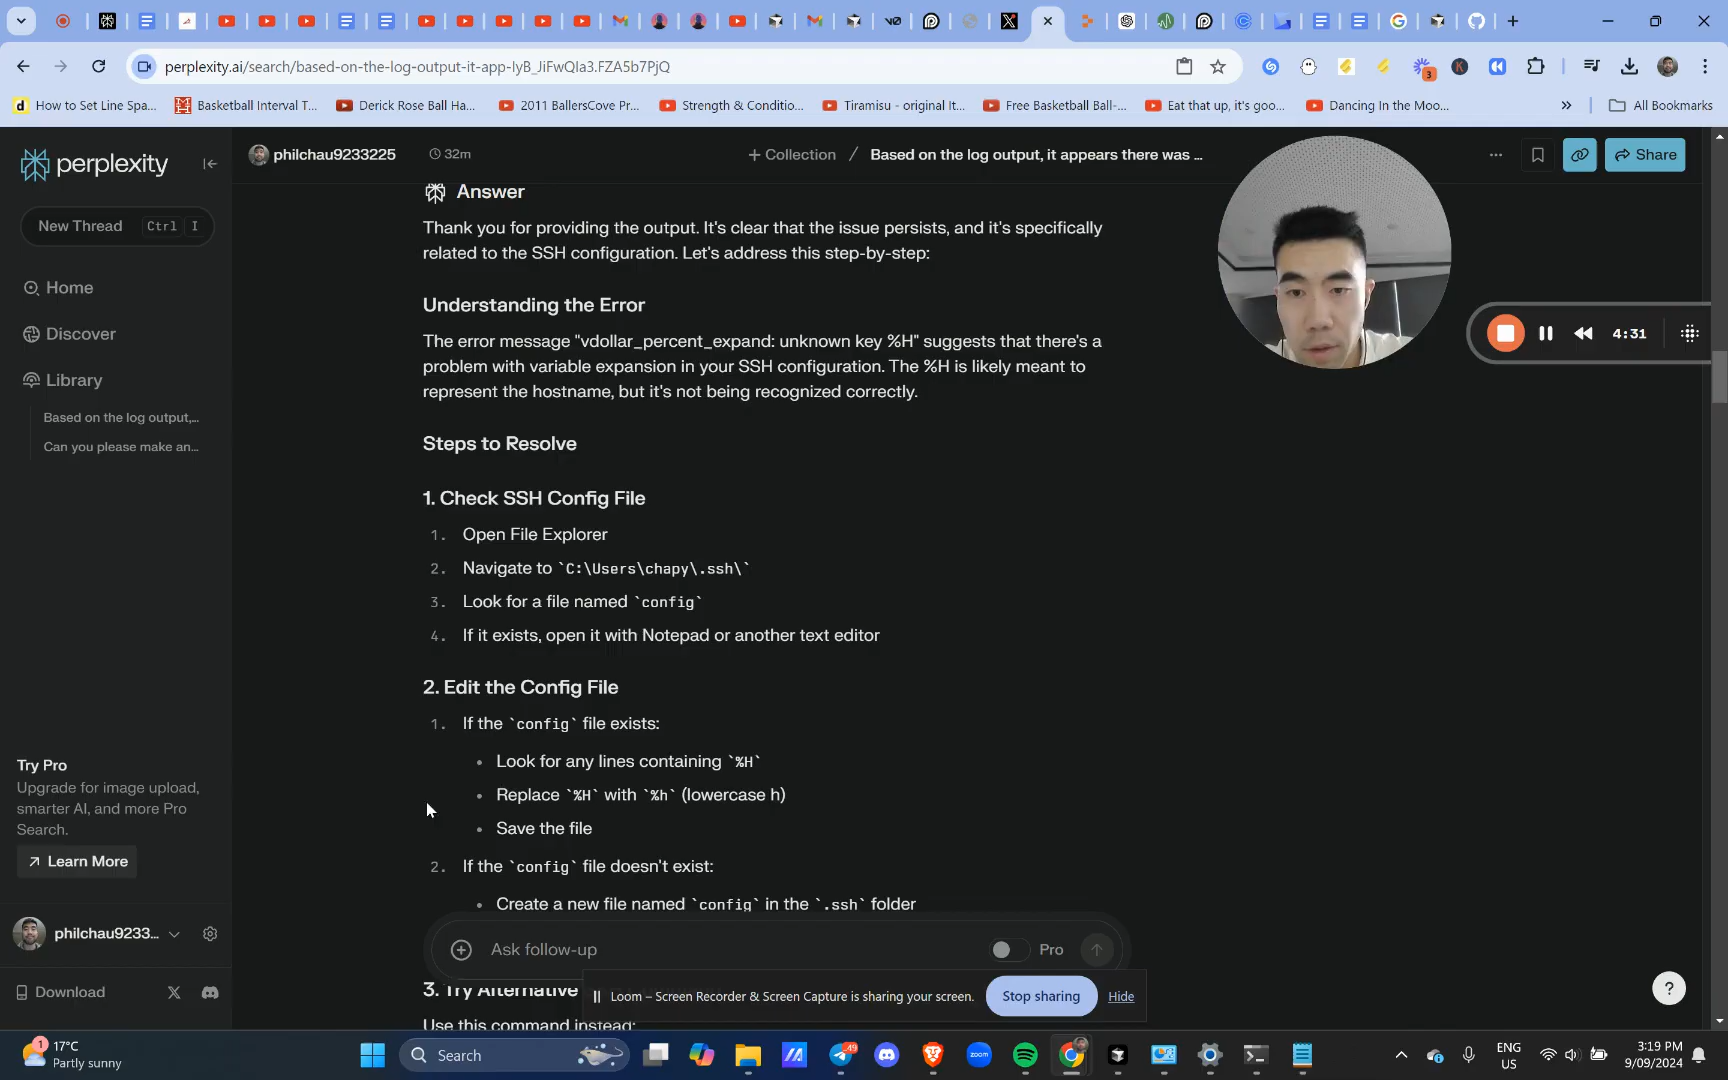 perplexity.ai/search/based-on-the-log-output-it-app-IyB_JiFwQIa3.FZA5b7PjQ
3
How to Set Line Spa...
Basketball Interval T...
Derick Rose Ball Ha...
2011 BallersCove Pr...
Strength & Conditio...
Tiramisu - original It...
Free Basketball Ball-...
Eat that up, it's goo...
Dancing In the Moo...
All Bookmarks
perplexity
philchau9233225
32m
+ Collection / Based on the log output, it appears there was ...
Share
New Thread Ctrl I
Home
Discover
Library
Based on the log output,...
Can you please make an...
Try Pro
Upgrade for image upload,
smarter AI, and more Pro
Search.
Learn More
philchau9233...
Download
Answer
Thank you for providing the output. It's clear that the issue persists, and it's specifically
related to the SSH configuration. Let's address this step-by-step:
Understanding the Error
The error message "vdollar_percent_expand: unknown key %H" suggests that there's a
problem with variable expansion in your SSH configuration. The %H is likely meant to
represent the hostname, but it's not being recognized correctly.
Steps to Resolve
1. Check SSH Config File
1. Open File Explorer
2. Navigate to `C:\Users\chapy\.ssh\`
3. Look for a file named `config`
4. If it exists, open it with Notepad or another text editor
2. Edit the Config File
1. If the `config` file exists:
• Look for any lines containing `%H`
• Replace `%H` with `%h` (lowercase h)
• Save the file
2. If the `config` file doesn't exist:
• Create a new file named `config` in the `.ssh` folder
Ask follow-up
Pro
3. Try Alternative
Use this command instead:
4:31
Loom – Screen Recorder & Screen Capture is sharing your screen.
Stop sharing
Hide
?
1
17°C
Partly sunny
Search
49
zoom
ENG
US
3:19 PM
9/09/2024